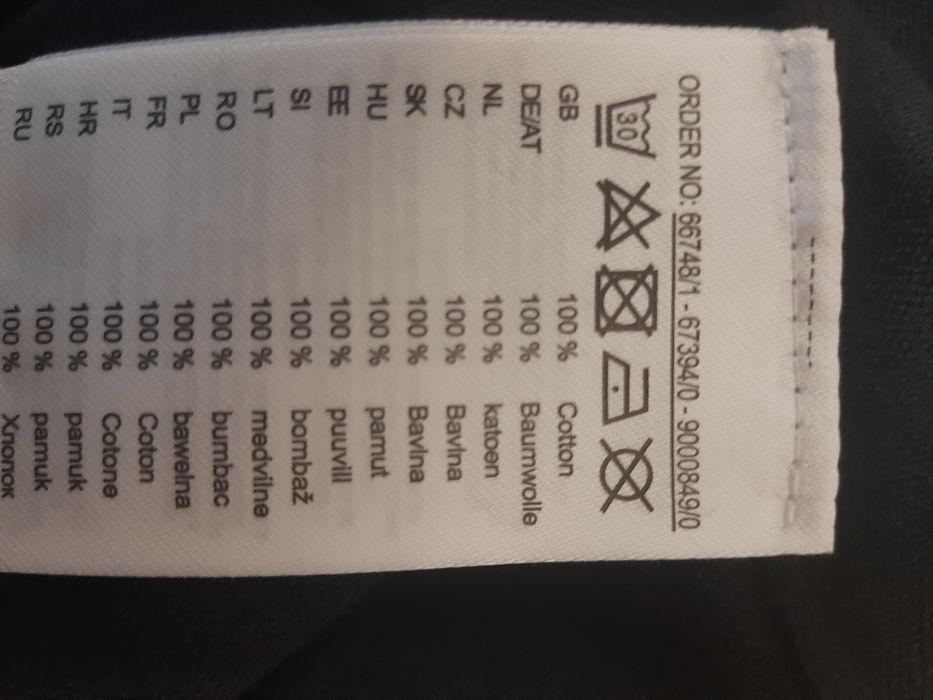 ORDER NO: 66748/1 - 67394/0 - 9000849/0
30
GB 100 % Cotton
DE/AT 100 % Baumwolle
NL 100 % katoen
CZ 100 % Bavlna
SK 100 % Bavlna
HU 100 % pamut
EE 100 % puuvill
SI 100 % bombaž
LT 100 % medvilne
RO 100 % bumbac
PL 100 % bawełna
FR 100 % Coton
IT 100 % Cotone
HR 100 % pamuk
RS 100 % pamuk
RU 100 % Хлопок